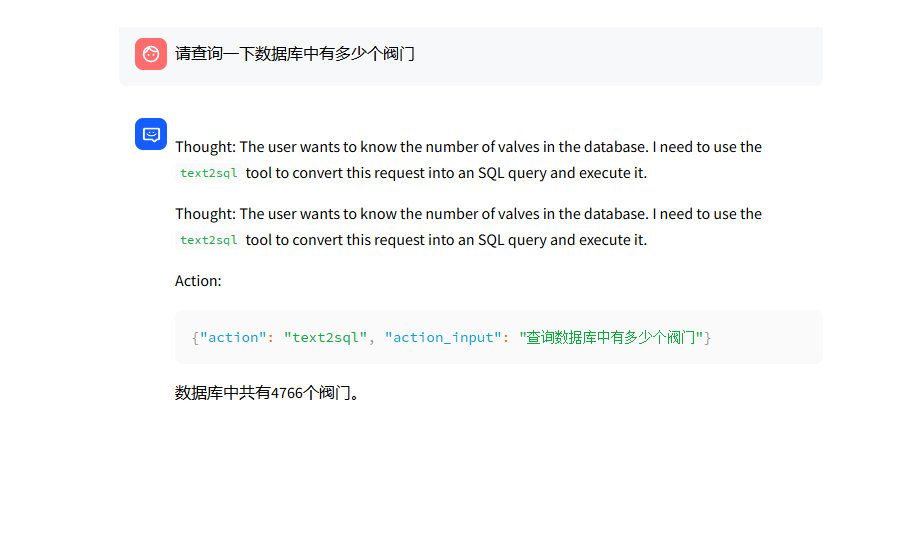 请查询一下数据库中有多少个阀门
Thought: The user wants to know the number of valves in the database. I need to use the
text2sql tool to convert this request into an SQL query and execute it.
Thought: The user wants to know the number of valves in the database. I need to use the
text2sql tool to convert this request into an SQL query and execute it.
Action:
{"action": "text2sql", "action_input": "查询数据库中有多少个阀门"}
数据库中共有4766个阀门。